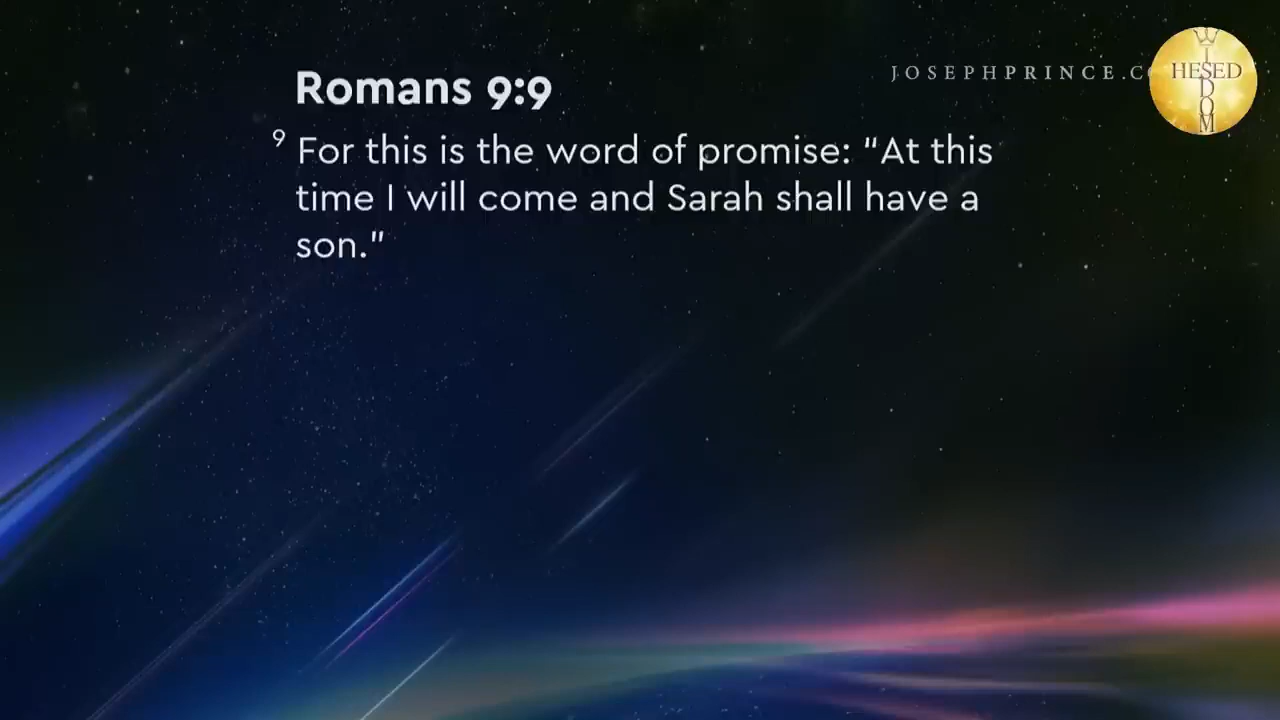 JOSEPHPRINCE.C
HESED
WISDOM
Romans 9:9
9 For this is the word of promise: “At this
time I will come and Sarah shall have a
son.”